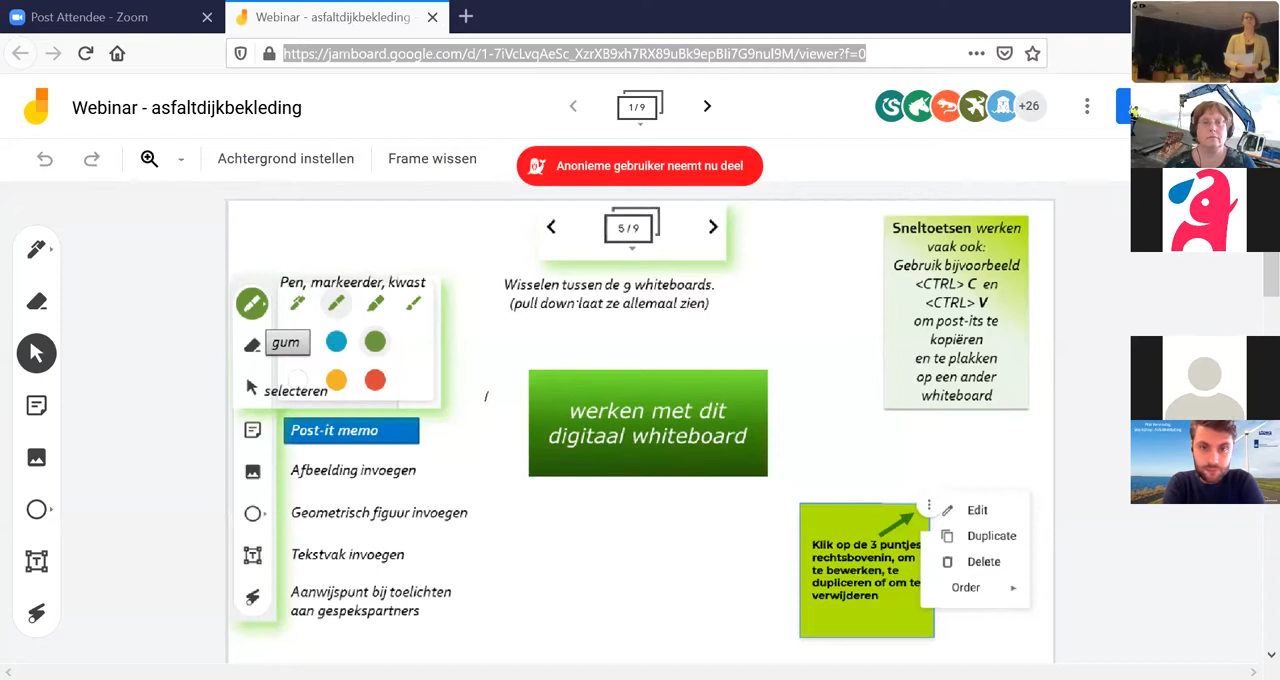 Post Attendee - Zoom
Webinar - asfaltdijkbekleding
https://jamboard.google.com/d/1-7iVcLvqAeSc_XzrXB9xh7RX89uBk9epBIi7G9nul9M/viewer?f=0
Webinar - asfaltdijkbekleding
1/9
+26
Achtergrond instellen
Frame wissen
Anonieme gebruiker neemt nu deel
5/9
Wisselen tussen de 9 whiteboards.
(pull down laat ze allemaal zien)
Pen, markeerder, kwast
gum
selecteren
Post-it memo
Afbeelding invoegen
Geometrisch figuur invoegen
Tekstvak invoegen
Aanwijspunt bij toelichten
aan gespekspartners
werken met dit
digitaal whiteboard
Sneltoetsen werken
vaak ook:
Gebruik bijvoorbeeld
<CTRL> C en
<CTRL> V
om post-its te
kopiëren
en te plakken
op een ander
whiteboard
Klik op de 3 puntjes
rechtsbovenin, om
te bewerken, te
dupliceren of om te
verwijderen
Edit
Duplicate
Delete
Order